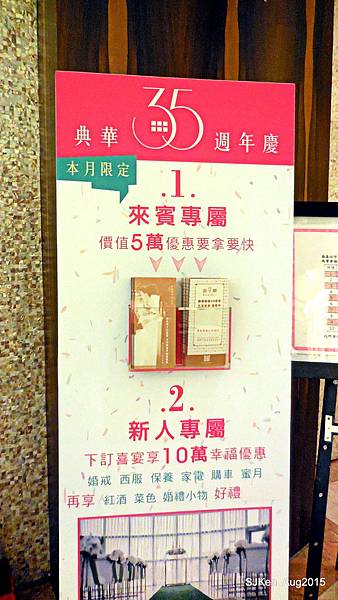 典華 35 週年慶
本月限定
.1.
來賓專屬
價值5萬優惠要拿要快
.2.
新人專屬
下訂喜宴享10萬幸福優惠
婚戒 西服 保養 家電 購車 蜜月
再享 紅酒 菜色 婚禮小物 好禮
SJKen Aug2015